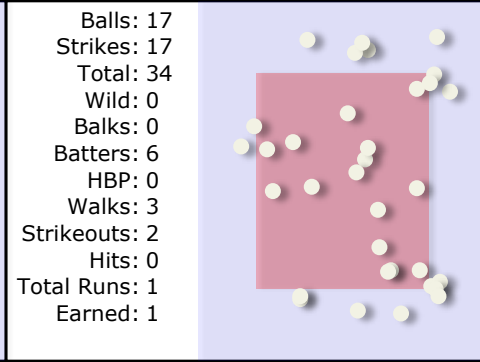 Balls: 17
Strikes: 17
Total: 34
Wild: 0
Balks: 0
Batters: 6
HBP: 0
Walks: 3
Strikeouts: 2
Hits: 0
Total Runs: 1
Earned: 1